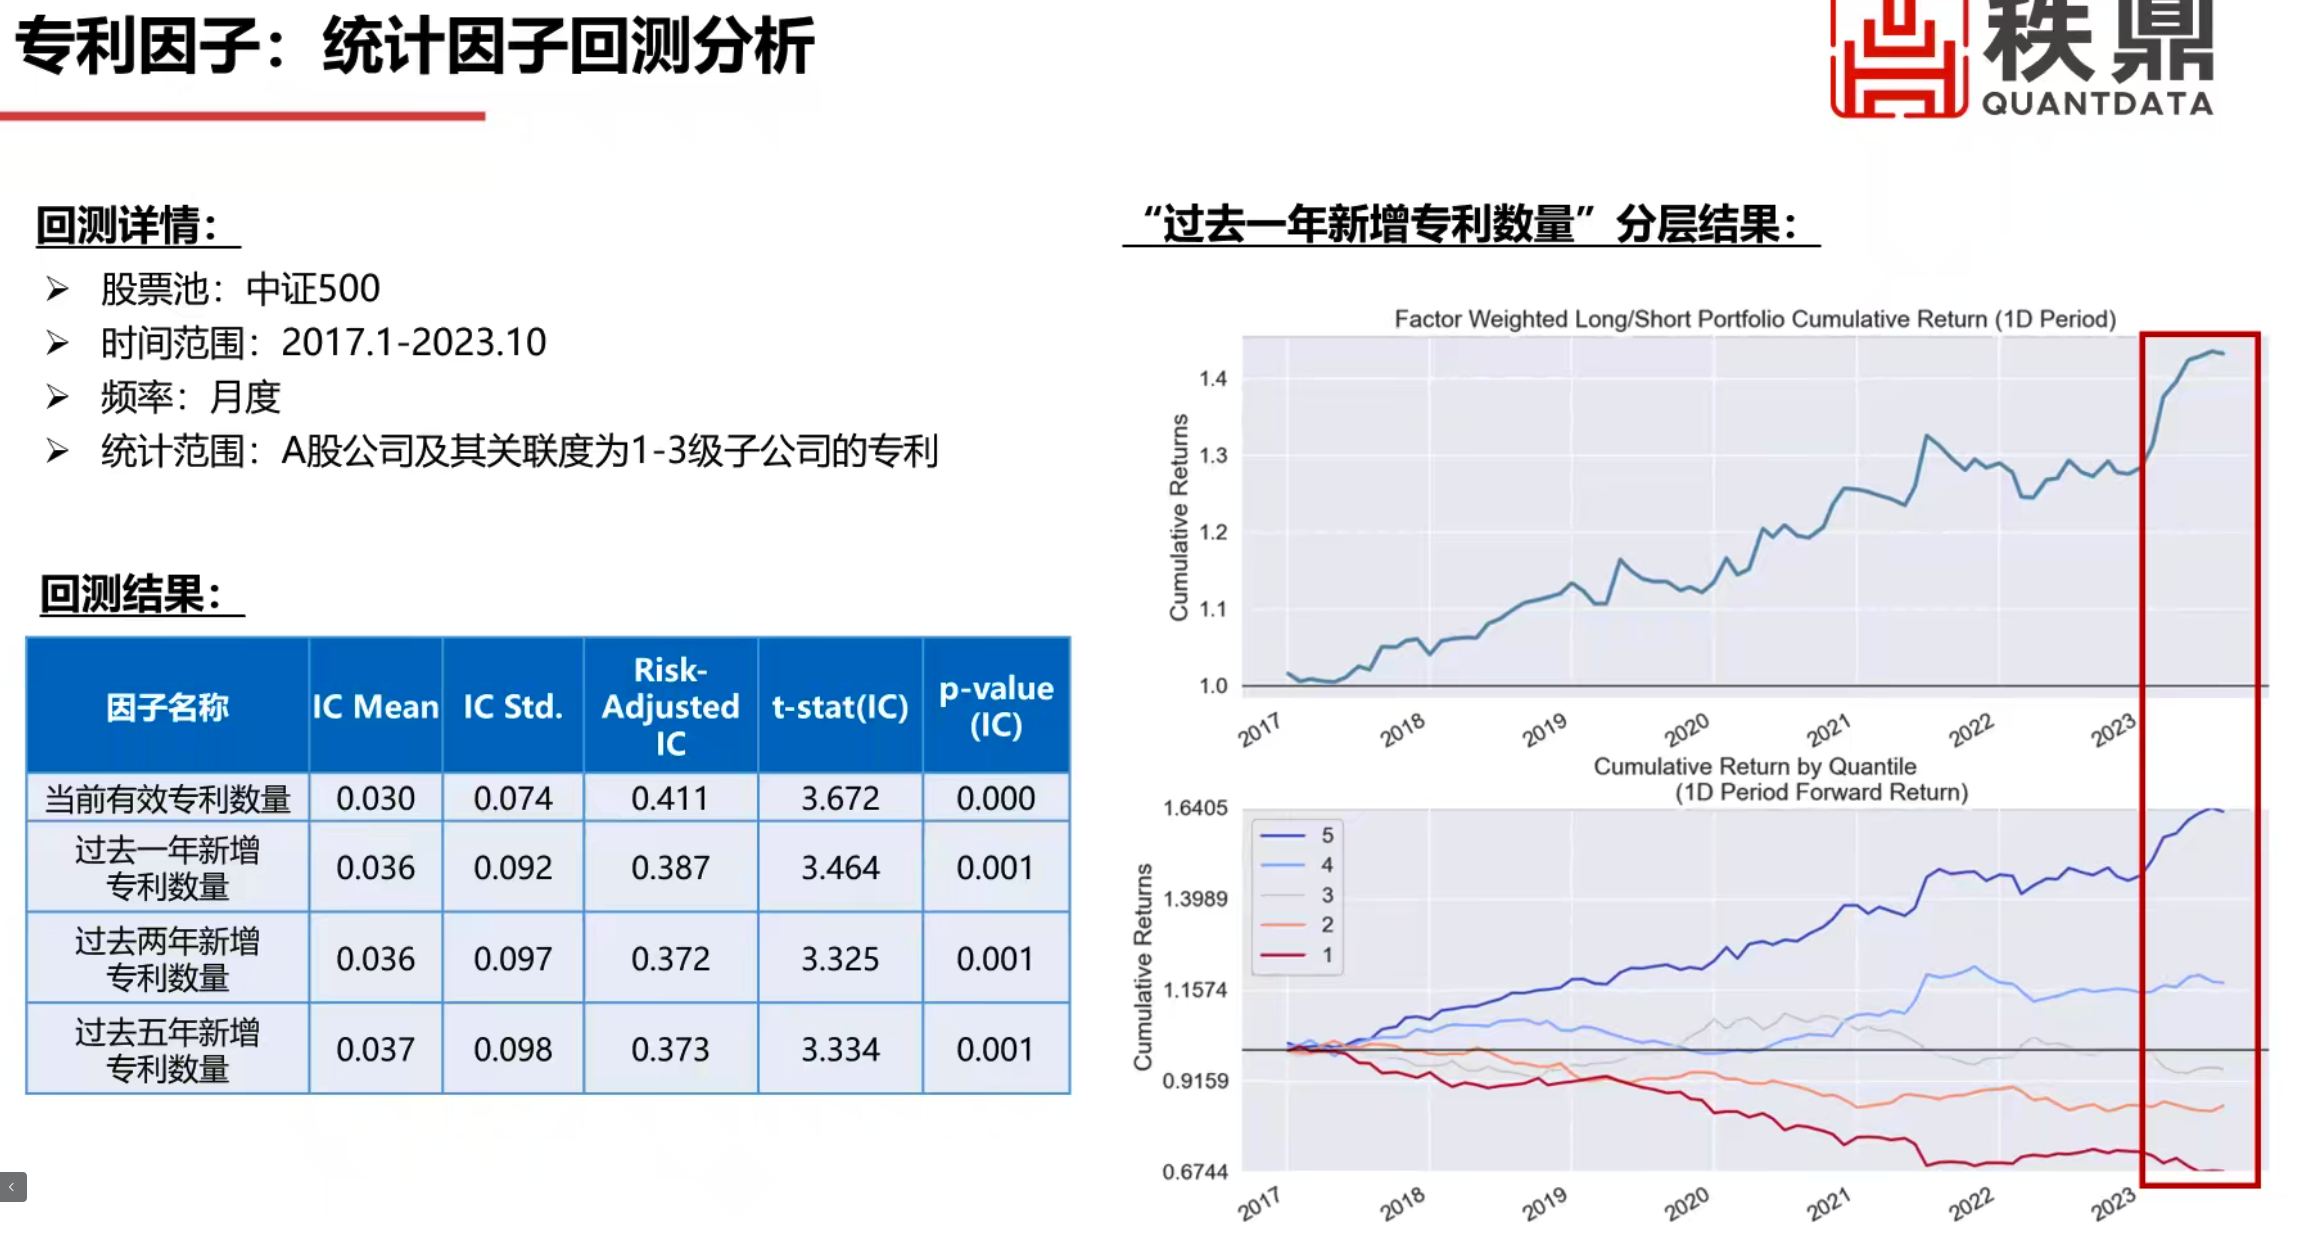 专利因子：统计因子回测分析
秩鼎
QUANTDATA
回测详情：
➢ 股票池：中证500
➢ 时间范围：2017.1-2023.10
➢ 频率：月度
➢ 统计范围：A股公司及其关联度为1-3级子公司的专利
回测结果：
因子名称 IC Mean IC Std. Risk-Adjusted IC t-stat(IC) p-value (IC)
当前有效专利数量 0.030 0.074 0.411 3.672 0.000
过去一年新增专利数量 0.036 0.092 0.387 3.464 0.001
过去两年新增专利数量 0.036 0.097 0.372 3.325 0.001
过去五年新增专利数量 0.037 0.098 0.373 3.334 0.001
“过去一年新增专利数量”分层结果：
Factor Weighted Long/Short Portfolio Cumulative Return (1D Period)
Cumulative Returns
1.4
1.3
1.2
1.1
1.0
2017 2018 2019 2020 2021 2022 2023
Cumulative Return by Quantile
(1D Period Forward Return)
Cumulative Returns
1.6405
1.3989
1.1574
0.9159
0.6744
5
4
3
2
1
2017 2018 2019 2020 2021 2022 2023